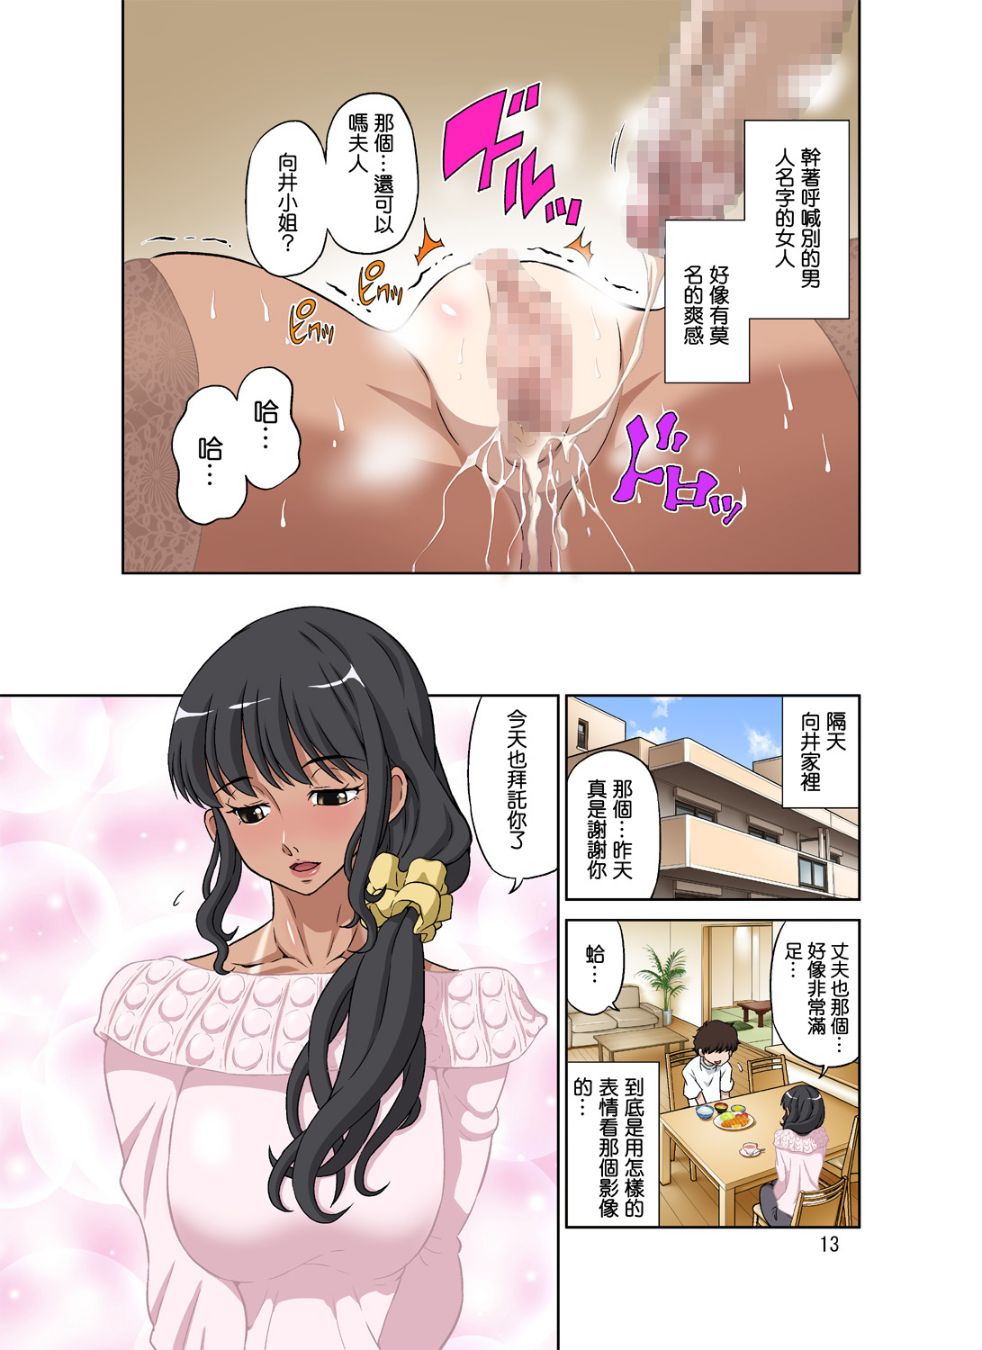 幹著呼喊別的男
人名字的女人
好像有莫
名的爽感
ズルルッ
那個…還可以
嗎夫人
向井小姐？
ピクッ
ピクッ
哈…
哈…
ドロロッ
隔天
向井家裡
那個…昨天
真是謝謝你
丈夫也那個…
好像非常滿
足…
蛤…
到底是用怎樣的
表情看那個影像
的…
今天也拜託你了
13